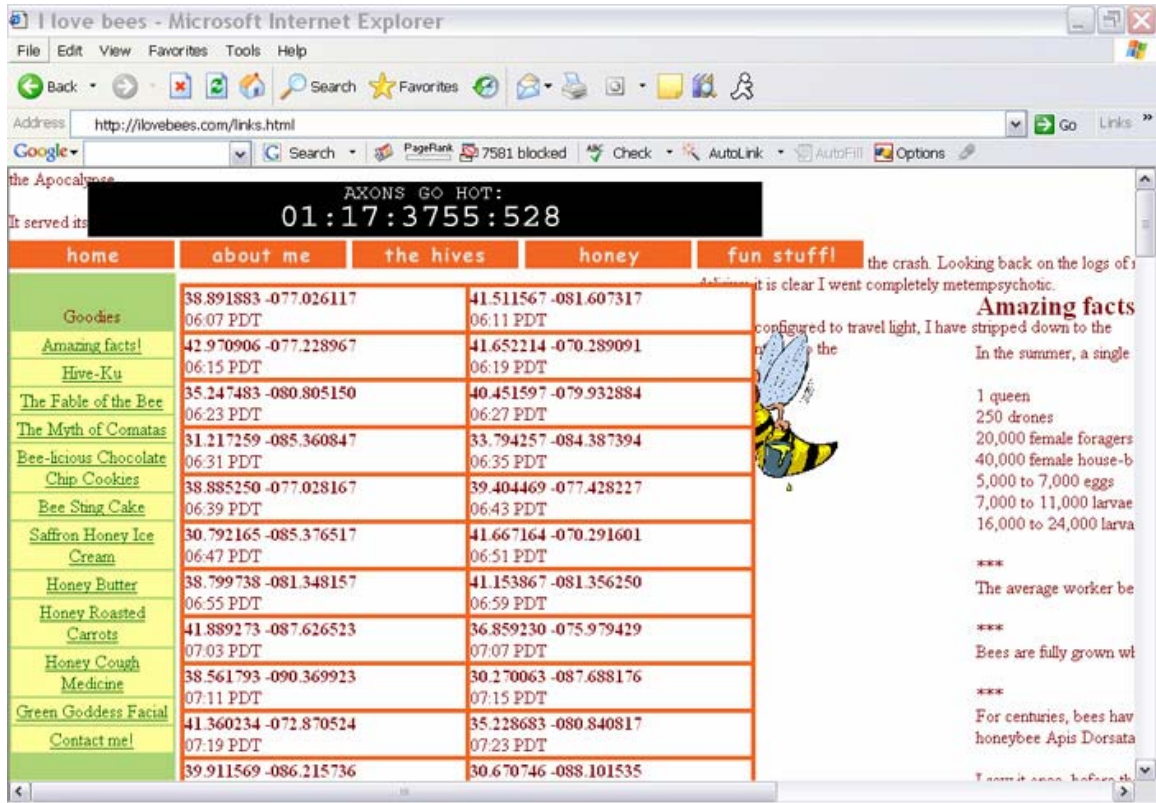 I love bees - Microsoft Internet Explorer
File Edit View Favorites Tools Help
Back Search Favorites
Address http://ilovebees.com/links.html Go Links »
Google Search PageRank 7581 blocked ABC Check AutoLink AutoFill Options
the Apocalypse
AXONS GO HOT:
It served its
01:17:3755:528
home about me the hives honey fun stuff!
the crash. Looking back on the logs of
it is clear I went completely metempsychotic.
configured to travel light, I have stripped down to the
the
Goodies
Amazing facts!
Hive-Ku
The Fable of the Bee
The Myth of Comatas
Bee-licious Chocolate
Chip Cookies
Bee Sting Cake
Saffron Honey Ice
Cream
Honey Butter
Honey Roasted
Carrots
Honey Cough
Medicine
Green Goddess Facial
Contact me!
38.891883 -077.026117 41.511567 -081.607317
06:07 PDT 06:11 PDT
42.970906 -077.228967 41.652214 -070.289091
06:15 PDT 06:19 PDT
35.247483 -080.805150 40.451597 -079.932884
06:23 PDT 06:27 PDT
31.217259 -085.360847 33.794257 -084.387394
06:31 PDT 06:35 PDT
38.885250 -077.028167 39.404469 -077.428227
06:39 PDT 06:43 PDT
30.792165 -085.376517 41.667164 -070.291601
06:47 PDT 06:51 PDT
38.799738 -081.348157 41.153867 -081.356250
06:55 PDT 06:59 PDT
41.889273 -087.626523 36.859230 -075.979429
07:03 PDT 07:07 PDT
38.561793 -090.369923 30.270063 -087.688176
07:11 PDT 07:15 PDT
41.360234 -072.870524 35.228683 -080.840817
07:19 PDT 07:23 PDT
39.911569 -086.215736 30.670746 -088.101535
Amazing facts
In the summer, a single
1 queen
250 drones
20,000 female foragers
40,000 female house-b
5,000 to 7,000 eggs
7,000 to 11,000 larvae
16,000 to 24,000 larva
***
The average worker be
***
Bees are fully grown wh
***
For centuries, bees hav
honeybee Apis Dorsata